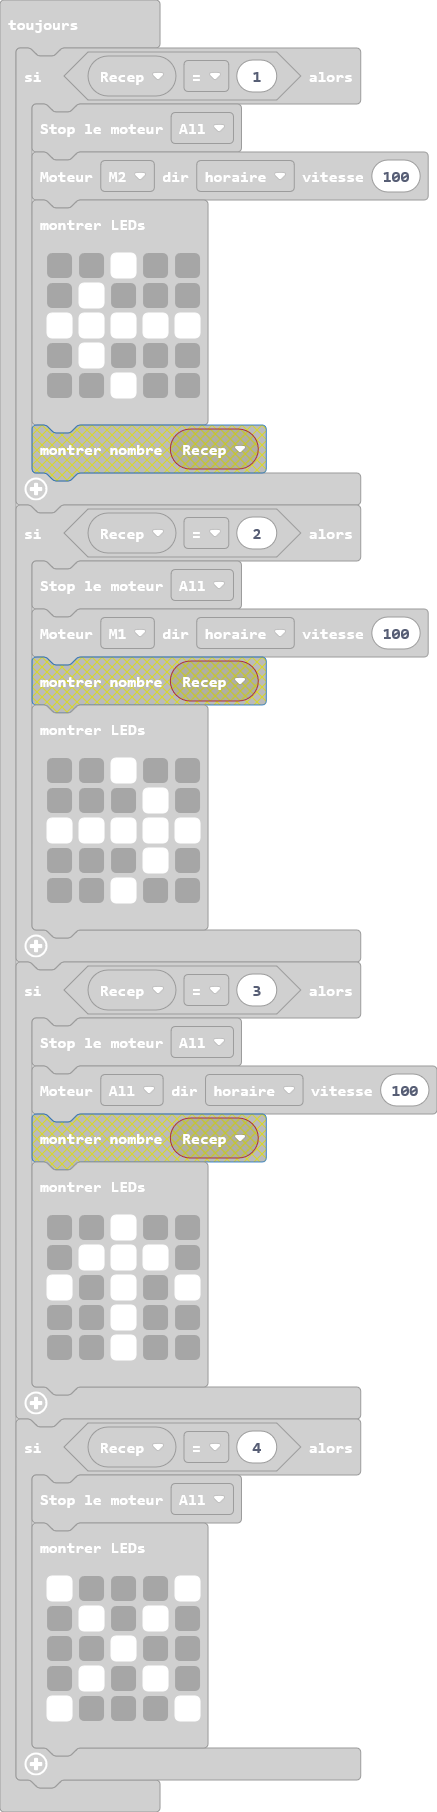 toujours
si Recep = 1 alors
Stop le moteur All
Moteur M2 dir horaire vitesse 100
montrer LEDs
montrer nombre Recep
si Recep = 2 alors
Stop le moteur All
Moteur M1 dir horaire vitesse 100
montrer nombre Recep
montrer LEDs
si Recep = 3 alors
Stop le moteur All
Moteur All dir horaire vitesse 100
montrer nombre Recep
montrer LEDs
si Recep = 4 alors
Stop le moteur All
montrer LEDs